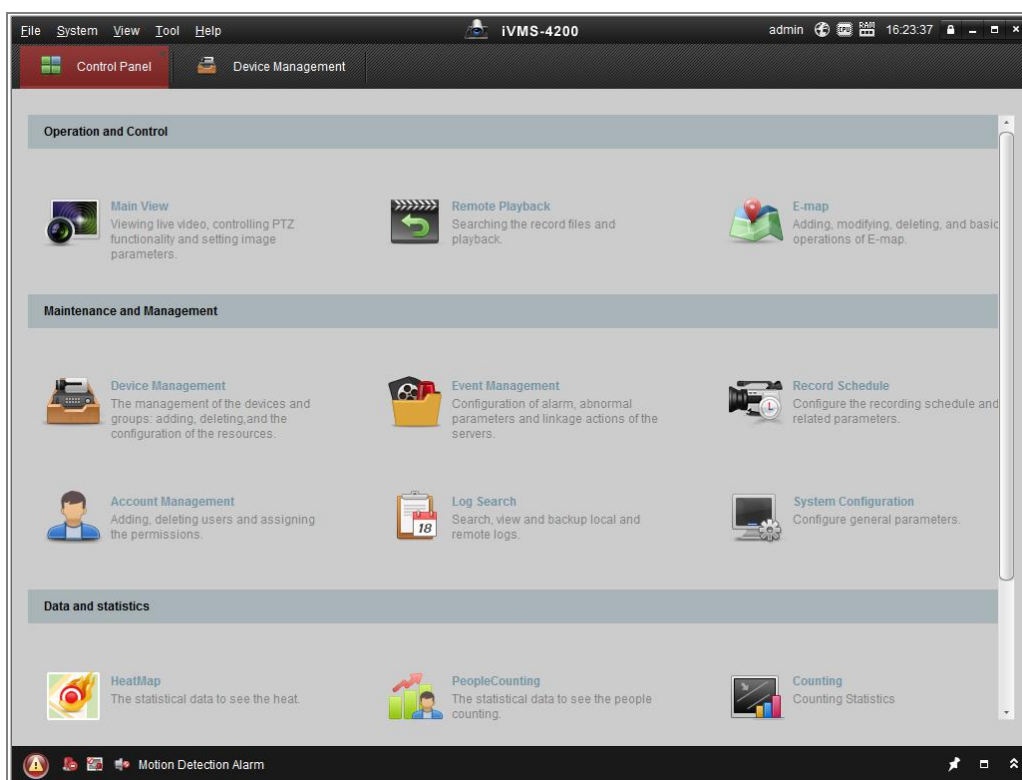 File System View Tool Help iVMS-4200 admin CPU RAM 16:23:37
Control Panel Device Management
Operation and Control
Main View
Viewing live video, controlling PTZ
functionality and setting image
parameters.
Remote Playback
Searching the record files and
playback.
E-map
Adding, modifying, deleting, and basic
operations of E-map.
Maintenance and Management
Device Management
The management of the devices and
groups: adding, deleting,and the
configuration of the resources.
Event Management
Configuration of alarm, abnormal
parameters and linkage actions of the
servers.
Record Schedule
Configure the recording schedule and
related parameters.
Account Management
Adding, deleting users and assigning
the permissions.
Log Search
Search, view and backup local and
remote logs.
18
System Configuration
Configure general parameters.
Data and statistics
HeatMap
The statistical data to see the heat.
PeopleCounting
The statistical data to see the people
counting.
Counting
Counting Statistics
Motion Detection Alarm